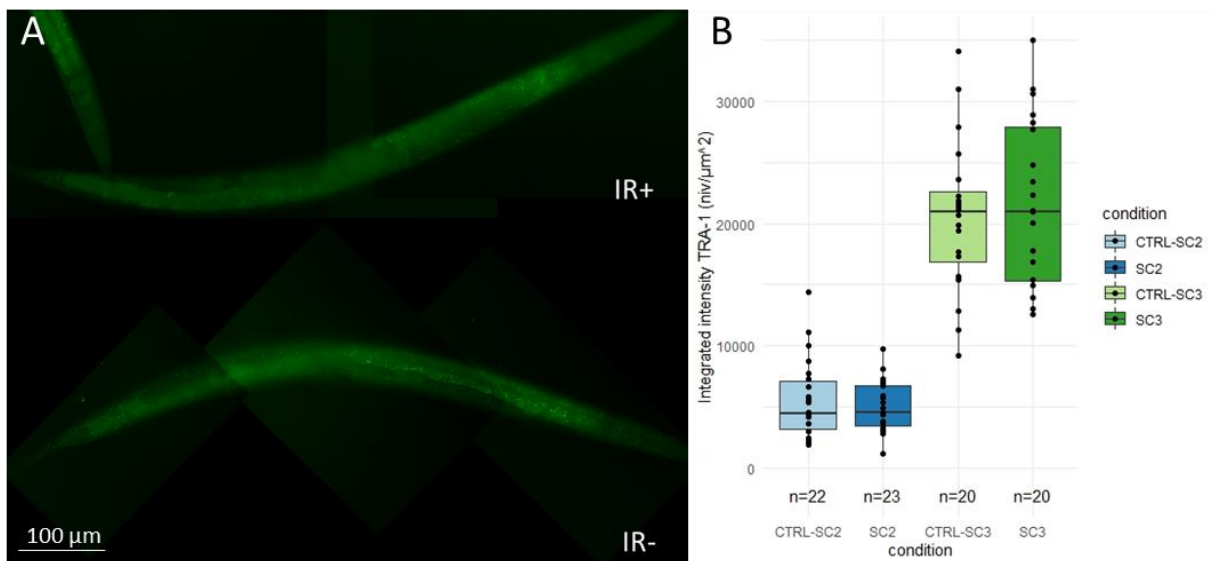 A
IR+
IR-
100 µm
B
Integrated intensity TRA-1 (niv/µm^2)
30000
20000
10000
0
n=22 n=23 n=20 n=20
CTRL-SC2 SC2 CTRL-SC3 SC3
condition
condition
CTRL-SC2
SC2
CTRL-SC3
SC3